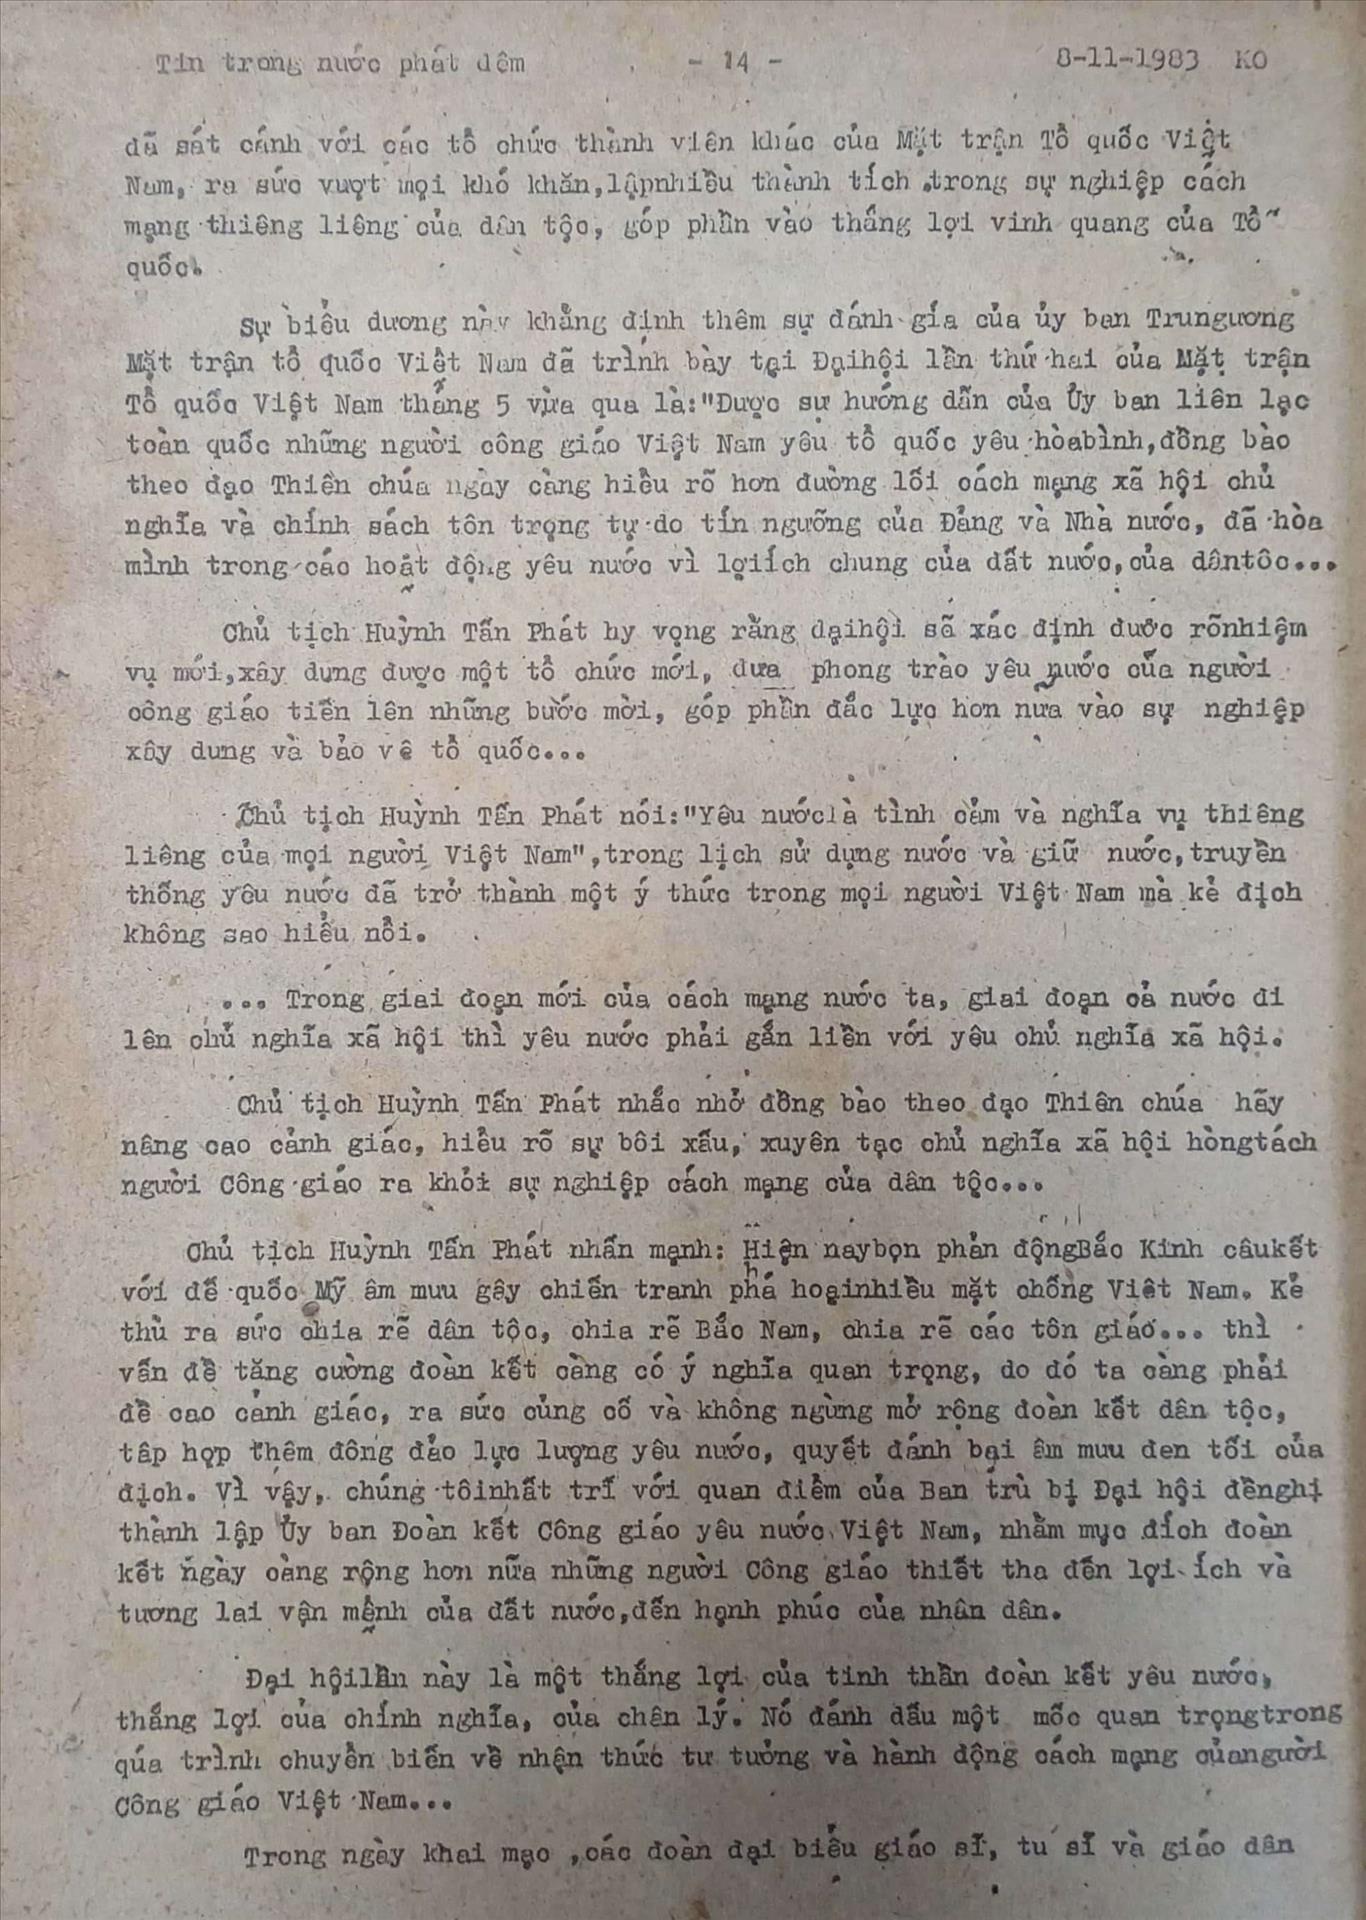 Tin trong nước phát đêm - 14 - 8-11-1983 KO
đã sát cánh với các tổ chức thành viên khác của Mặt trận Tổ quốc Việt
Nam, ra sức vượt mọi khó khăn,lậpnhiều thành tích trong sự nghiệp cách
mạng thiêng liêng của dân tộc, góp phần vào thắng lợi vinh quang của Tổ
quốc.
Sự biểu dương này khẳng định thêm sự đánh gía của ủy ban Trungương
Mặt trận tổ quốc Việt Nam đã trình bày tại Đạihội lần thứ hai của Mặt trận
Tổ quốc Việt Nam tháng 5 vừa qua là:"Được sự hướng dẫn của Ủy ban liên lạc
toàn quốc những người công giáo Việt Nam yêu tổ quốc yêu hòabình,đồng bào
theo đạo Thiên chúa ngày càng hiểu rõ hơn đường lối cách mạng xã hội chủ
nghĩa và chính sách tôn trọng tự do tín ngưỡng của Đảng và Nhà nước, đã hòa
mình trong các hoạt động yêu nước vì lợiích chung của đất nước,của dântôc...
Chủ tịch Huỳnh Tấn Phát hy vọng rằng đạihội sã xác định đước rõnhiệm
vụ mới,xây dựng được một tổ chức mới, đưa phong trào yêu nước của người
công giáo tiến lên những bước mời, góp phần đắc lực hơn nưa vào sự nghiệp
xây dung và bảo vê tổ quốc...
Chủ tịch Huỳnh Tấn Phát nói:"Yêu nướclà tình cảm và nghĩa vụ thiêng
liêng của mọi người Việt Nam",trong lịch sử dựng nước và giữ nước,truyền
thống yêu nước đã trở thành một ý thức trong mọi người Việt Nam mà kẻ địch
không sao hiểu nổi.
... Trong giai đoạn mới của cách mạng nước ta, giai đoạn cả nước đi
lên chủ nghĩa xã hội thì yêu nước phải gắn liền với yêu chủ nghĩa xã hội.
Chủ tịch Huỳnh Tấn Phát nhắc nhở đồng bào theo đạo Thiên chúa hãy
nâng cao cảnh giác, hiểu rõ sự bôi xấu, xuyên tạc chủ nghĩa xã hội hòngtách
người Công giáo ra khỏi sự nghiệp cách mạng của dân tộc...
Chủ tịch Huỳnh Tấn Phát nhấn mạnh: Hiện naybọn phản độngBắc Kinh câukết
với đế quốc Mỹ âm mưu gây chiến tranh phá hoạinhiều mặt chống Việt Nam. Kẻ
thù ra sức chia rẽ dân tộc, chia rẽ Bắc Nam, chia rẽ các tôn giáo... thì
vấn đề tăng cường đoàn kết càng có ý nghĩa quan trọng, do đó ta càng phải
đề cao cảnh giác, ra sức củng cố và không ngừng mở rộng đoàn kết dân tộc,
tập hợp thêm đông đảo lực lượng yêu nước, quyết đánh bại âm mưu đen tối của
địch. Vì vậy, chúng tôinhất trí với quan điểm của Ban trù bị Đại hội đềnghị
thành lập Ủy ban Đoàn kết Công giáo yêu nước Việt Nam, nhằm mục đích đoàn
kết ngày càng rộng hơn nữa những người Công giáo thiết tha đến lợi ích và
tương lai vận mệnh của đất nước,đến hạnh phúc của nhân dân.
Đại hộilần này là một thắng lợi của tinh thần đoàn kết yêu nước,
thắng lợi của chính nghĩa, của chân lý. Nó đánh dấu một mốc quan trọngtrong
qúa trình chuyển biến về nhận thức tư tưởng và hành động cách mạng củangười
Công giáo Việt Nam...
Trong ngày khai mạc ,các đoàn đại biểu giáo sĩ, tu sĩ và giáo dân